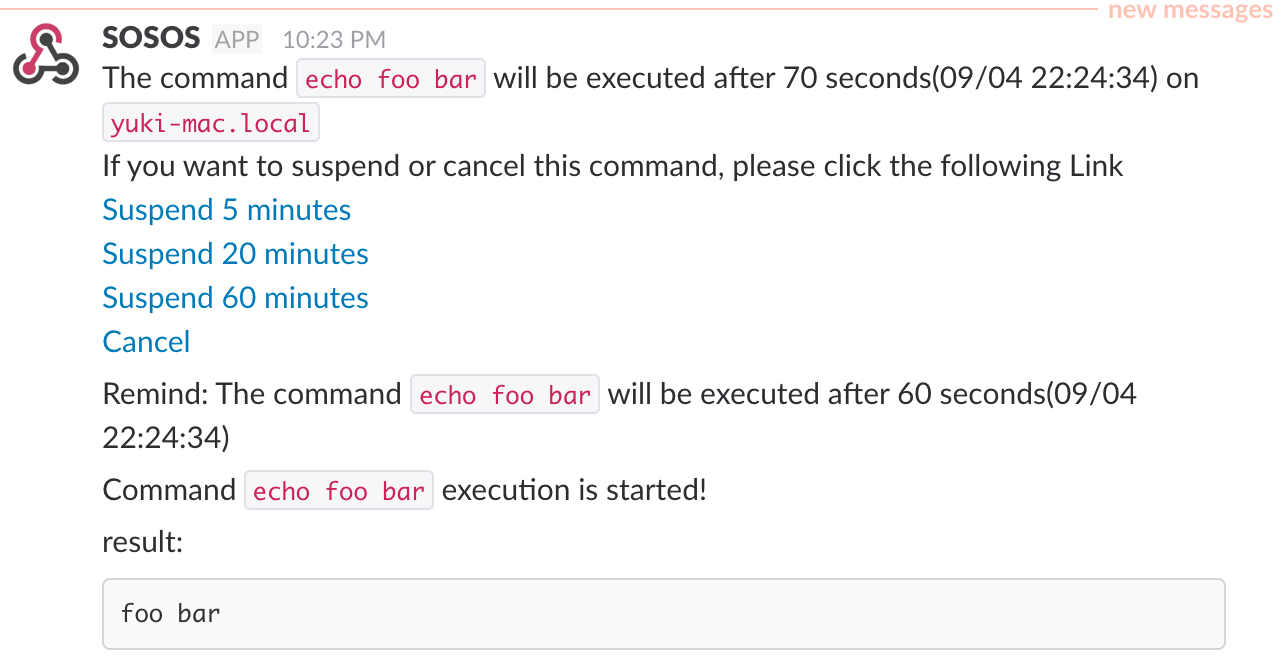 new messages
SOSOS APP 10:23 PM
The command echo foo bar will be executed after 70 seconds(09/04 22:24:34) on
yuki-mac.local
If you want to suspend or cancel this command, please click the following Link
Suspend 5 minutes
Suspend 20 minutes
Suspend 60 minutes
Cancel
Remind: The command echo foo bar will be executed after 60 seconds(09/04
22:24:34)
Command echo foo bar execution is started!
result:
foo bar